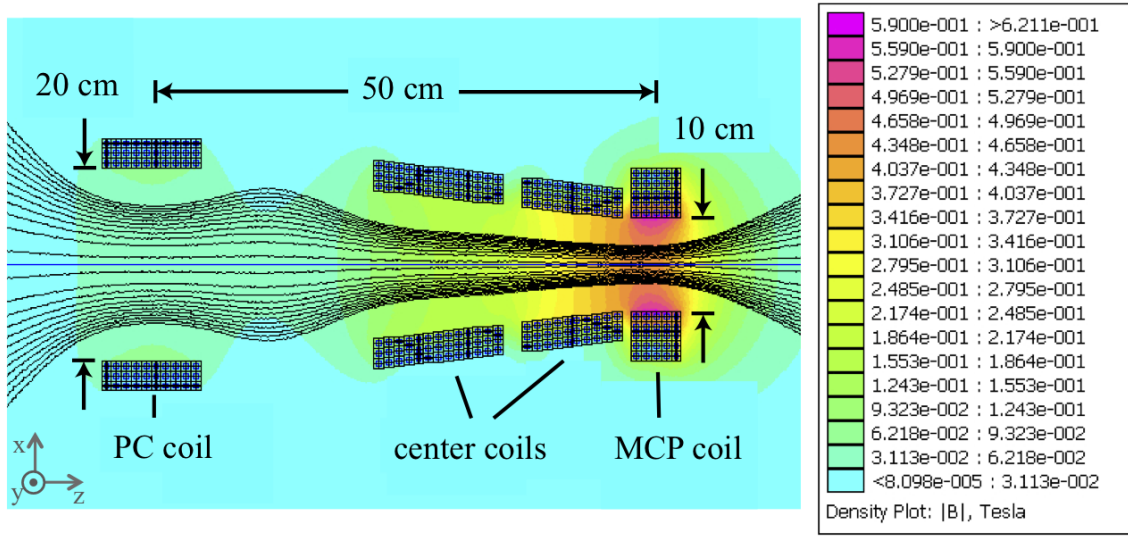 20 cm
50 cm
10 cm
PC coil
center coils
MCP coil
x
y
z
5.900e-001 : >6.211e-001
5.590e-001 : 5.900e-001
5.279e-001 : 5.590e-001
4.969e-001 : 5.279e-001
4.658e-001 : 4.969e-001
4.348e-001 : 4.658e-001
4.037e-001 : 4.348e-001
3.727e-001 : 4.037e-001
3.416e-001 : 3.727e-001
3.106e-001 : 3.416e-001
2.795e-001 : 3.106e-001
2.485e-001 : 2.795e-001
2.174e-001 : 2.485e-001
1.864e-001 : 2.174e-001
1.553e-001 : 1.864e-001
1.243e-001 : 1.553e-001
9.323e-002 : 1.243e-001
6.218e-002 : 9.323e-002
3.113e-002 : 6.218e-002
<8.098e-005 : 3.113e-002
Density Plot: |B|, Tesla